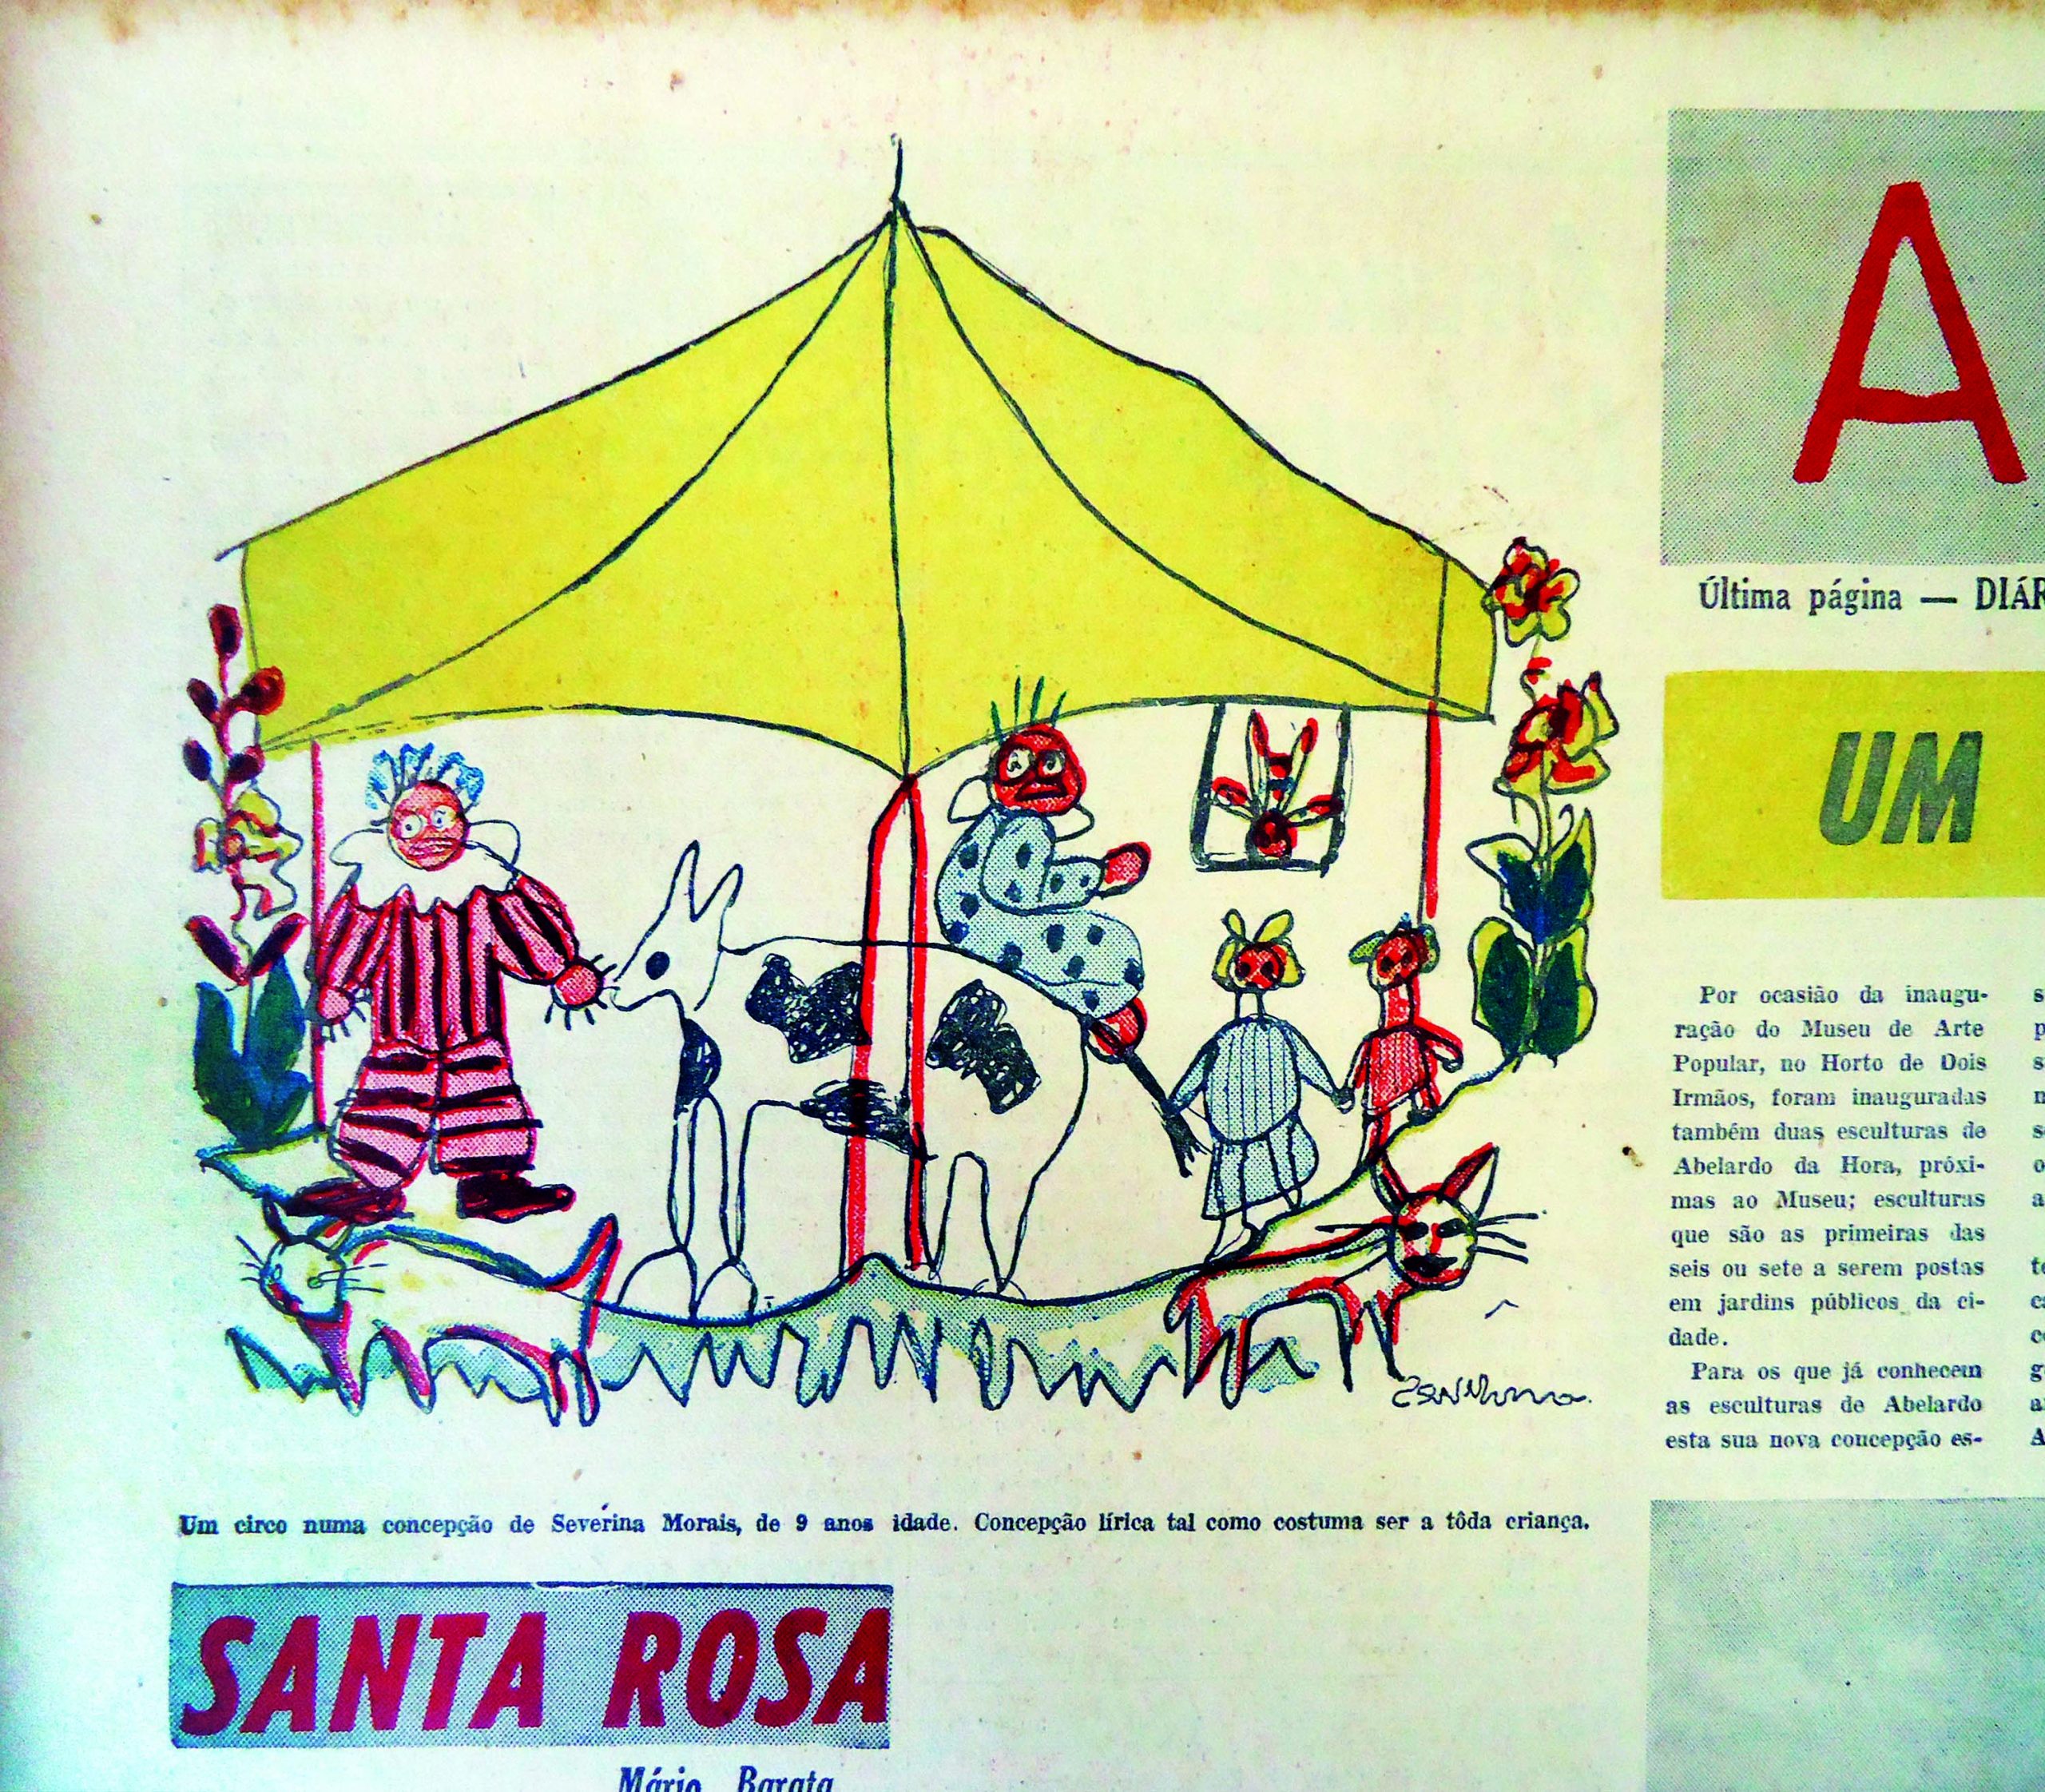 Um circo numa concepção de Severina Morais, de 9 anos idade. Concepção lírica tal como costuma ser a tôda criança.
SANTA ROSA
Mário Barata
A
Última página — DIÁR
UM
Por ocasião da inaugu-
ração do Museu de Arte
Popular, no Horto de Dois
Irmãos, foram inauguradas
também duas esculturas de
Abelardo da Hora, próxi-
mas ao Museu; esculturas
que são as primeiras das
seis ou sete a serem postas
em jardins públicos da ci-
dade.
Para os que já conhecem
as esculturas de Abelardo
esta sua nova concepção es-